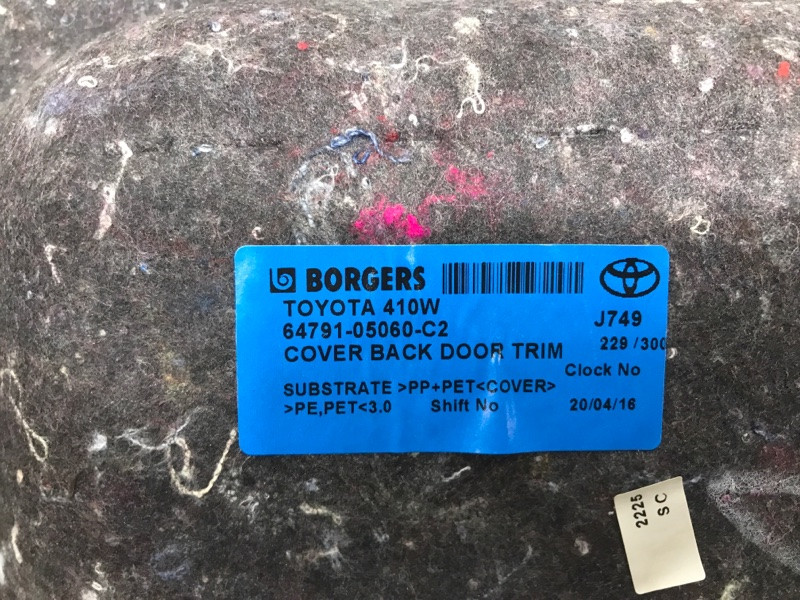 BORGERS
TOYOTA 410W
64791-05060-C2
J749
COVER BACK DOOR TRIM
229 /300
Clock No
SUBSTRATE >PP+PET<COVER>
>PE,PET<3.0 Shift No 20/04/16
2225
SC